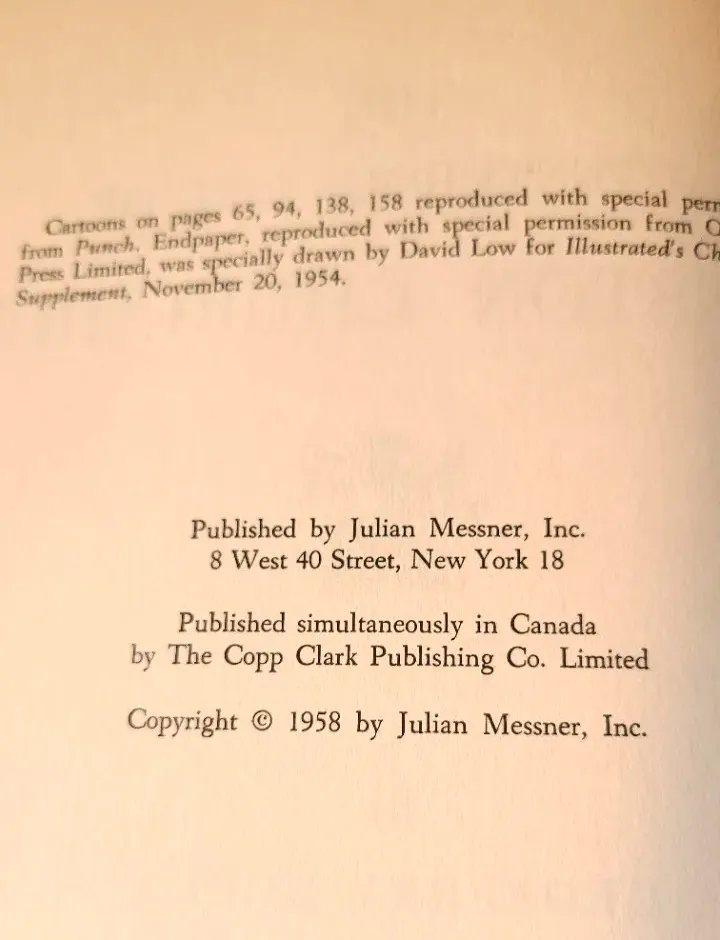 Cartoons on pages 65, 94, 138, 158 reproduced with special
from Punch. Endpaper, reproduced with special permission from
Press Limited, was specially drawn by David Low for Illustrated's
Supplement, November 20, 1954.
Published by Julian Messner, Inc.
8 West 40 Street, New York 18
Published simultaneously in Canada
by The Copp Clark Publishing Co. Limited
Copyright © 1958 by Julian Messner, Inc.